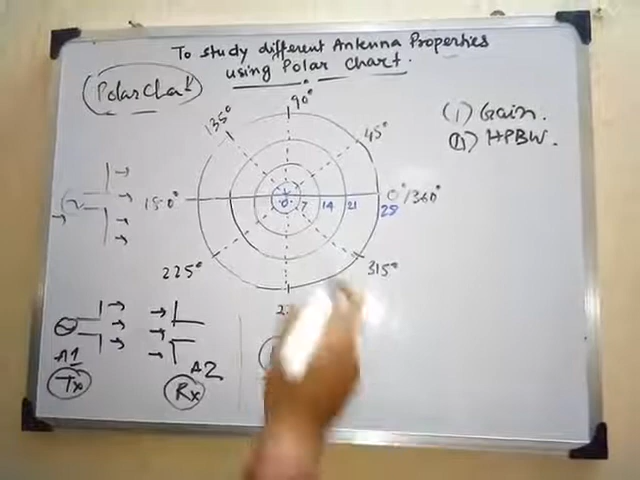 To study different Antenna Properties
using Polar Chart.
Polar Chart
(i) Gain.
(ii) HPBW.
90°
135°
45°
180°
0°/360°
0 7 14 21 28
225°
315°
A1
Tx
A2
Rx